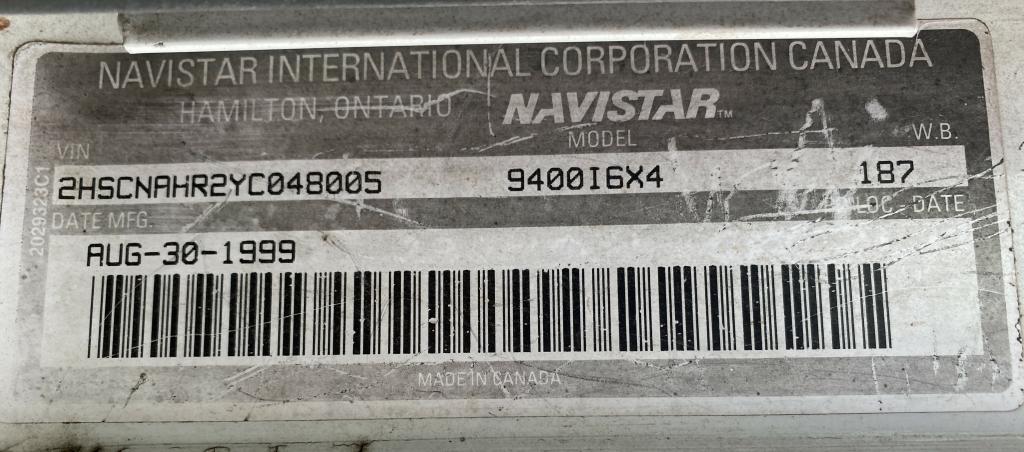 NAVISTAR INTERNATIONAL CORPORATION CANADA
HAMILTON, ONTARIO NAVISTAR™
VIN MODEL W.B.
2HSCNAHR2YC048005 9400I6X4 187
DATE MFG. LOC - DATE
AUG-30-1999
MADE IN CANADA
2029323C1